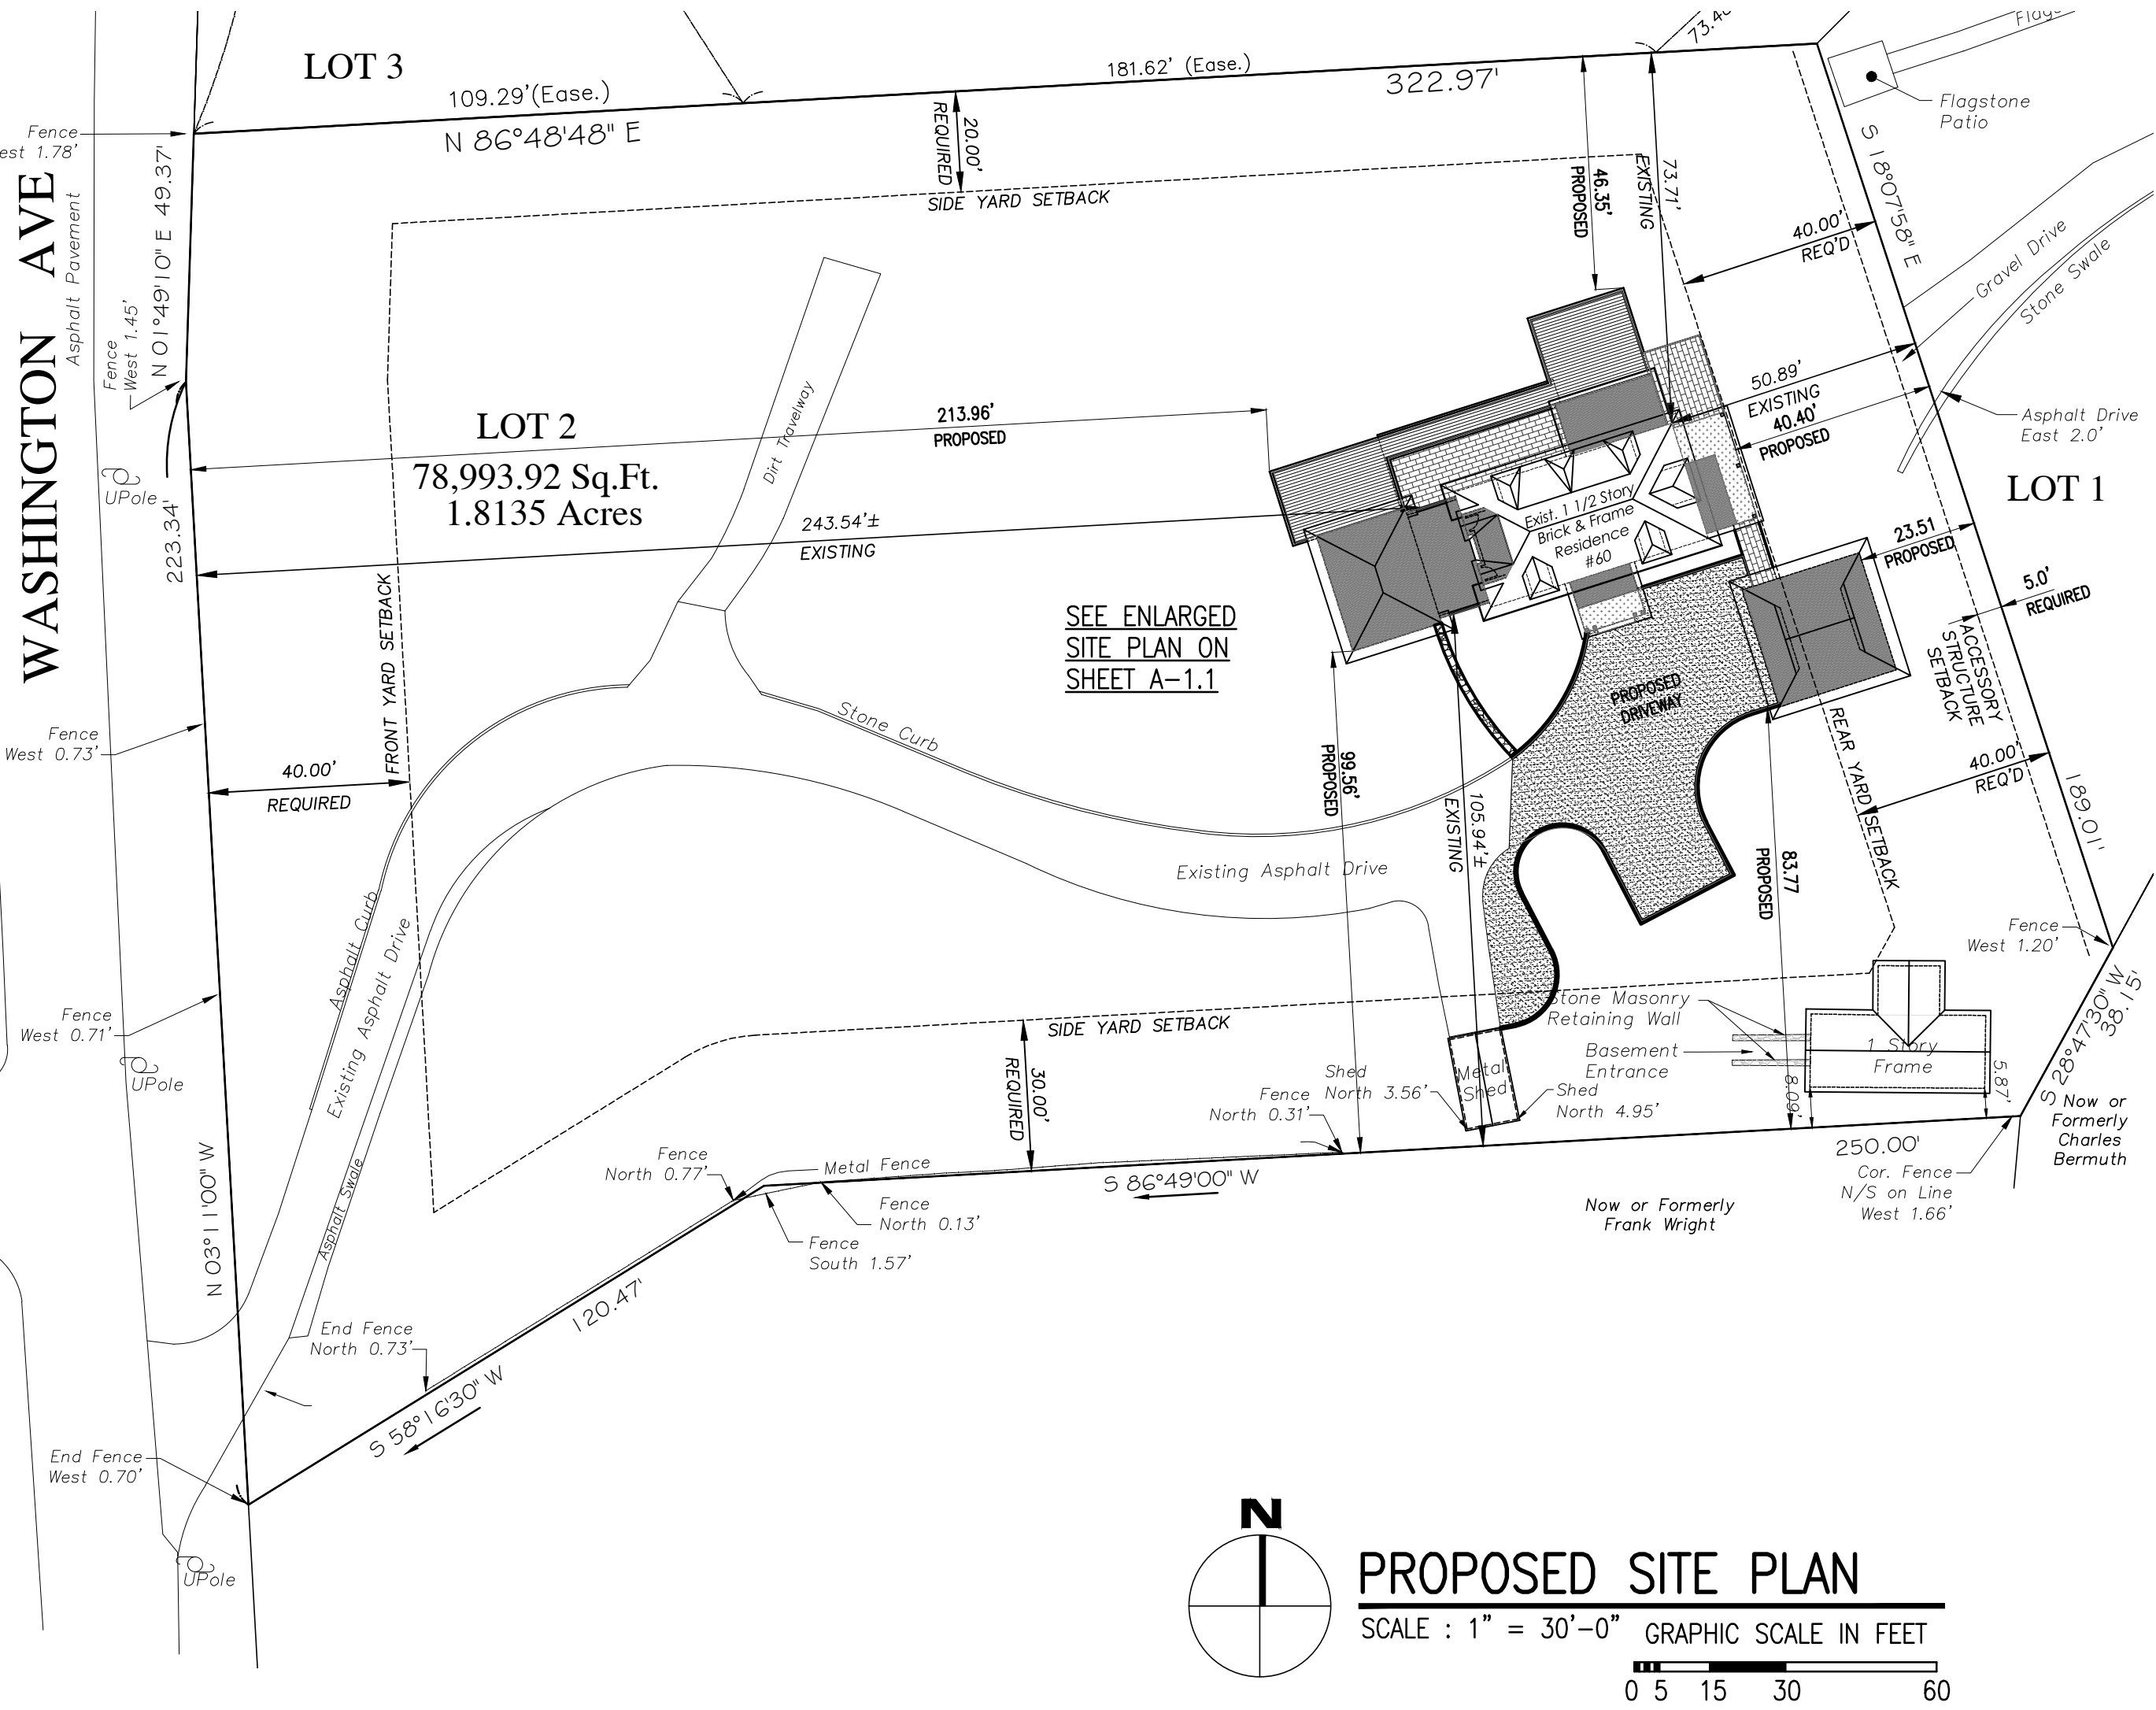 LOT 3
109.29'(Ease.)
N 86°48'48" E
181.62' (Ease.)
322.97'
Flagstone
Patio
Fence
West 1.78'
WASHINGTON AVE
Asphalt Pavement
N 01°49'10" E 49.37'
Fence
West 1.45'
20.00'
REQUIRED
SIDE YARD SETBACK
46.35'
PROPOSED
73.71'
EXISTING
S 18°07'58" E
40.00'
REQ'D
Gravel Drive
Stone Swale
50.89'
EXISTING
40.40'
PROPOSED
Asphalt Drive
East 2.0'
LOT 1
LOT 2
78,993.92 Sq.Ft.
1.8135 Acres
213.96'
PROPOSED
Dirt Travelway
243.54'±
EXISTING
UPole
223.34'
Exist. 1 1/2 Story
Brick & Frame
Residence
#60
23.51
PROPOSED
5.0'
REQUIRED
ACCESSORY
STRUCTURE
SETBACK
SEE ENLARGED
SITE PLAN ON
SHEET A-1.1
FRONT YARD SETBACK
Fence
West 0.73'
40.00'
REQUIRED
Stone Curb
PROPOSED
DRIVEWAY
REAR YARD SETBACK
40.00'
REQ'D
189.01'
99.56'
PROPOSED
105.94'±
EXISTING
83.77
PROPOSED
Existing Asphalt Drive
Asphalt Curb
Existing Asphalt Drive
Fence
West 1.20'
Fence
West 0.71'
UPole
SIDE YARD SETBACK
30.00'
REQUIRED
Stone Masonry
Retaining Wall
Basement
Entrance
1 Story
Frame
5.87'
8.09'
S 28°47'30" W
38.15'
Metal
Shed
Shed
North 3.56'
Shed
North 4.95'
Fence
North 0.31'
Now or
Formerly
Charles
Bermuth
250.00'
Cor. Fence
N/S on Line
West 1.66'
S 86°49'00" W
Now or Formerly
Frank Wright
Fence
North 0.77'
Metal Fence
Fence
North 0.13'
Fence
South 1.57'
N 03°11'00" W
Asphalt Swale
120.47'
End Fence
North 0.73'
S 58°16'30" W
End Fence
West 0.70'
UPole
N
PROPOSED SITE PLAN
SCALE : 1" = 30'-0"
GRAPHIC SCALE IN FEET
0 5 15 30 60